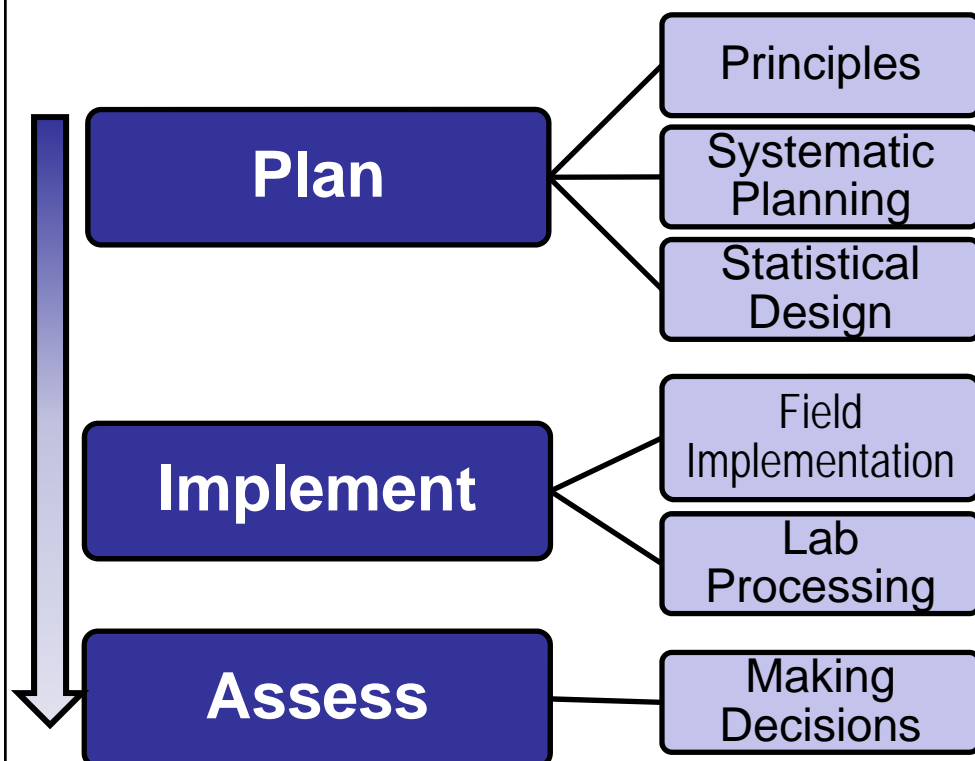 Plan
Principles
Systematic
Planning
Statistical
Design
Implement
Field
Implementation
Lab
Processing
Assess
Making
Decisions